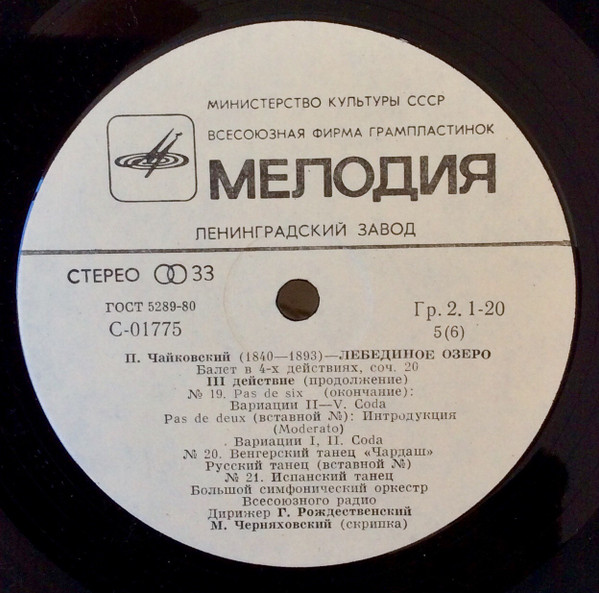 МИНИСТЕРСТВО КУЛЬТУРЫ СССР
ВСЕСОЮЗНАЯ ФИРМА ГРАМПЛАСТИНОК
МЕЛОДИЯ
ЛЕНИНГРАДСКИЙ ЗАВОД
СТЕРЕО 33
ГОСТ 5289-80
С-01775
Гр. 2. 1-20
5(6)
П. Чайковский (1840—1893)—ЛЕБЕДИНОЕ ОЗЕРО
Балет в 4-х действиях, соч. 20
III действие (продолжение)
№ 19. Pas de six (окончание):
Вариации II—V. Coda
Pas de deux (вставной №): Интродукция
(Moderato)
Вариации I, II. Coda
№ 20. Венгерский танец «Чардаш»
Русский танец (вставной №)
№ 21. Испанский танец
Большой симфонический оркестр
Всесоюзного радио
Дирижер Г. Рождественский
М. Черняховский (скрипка)